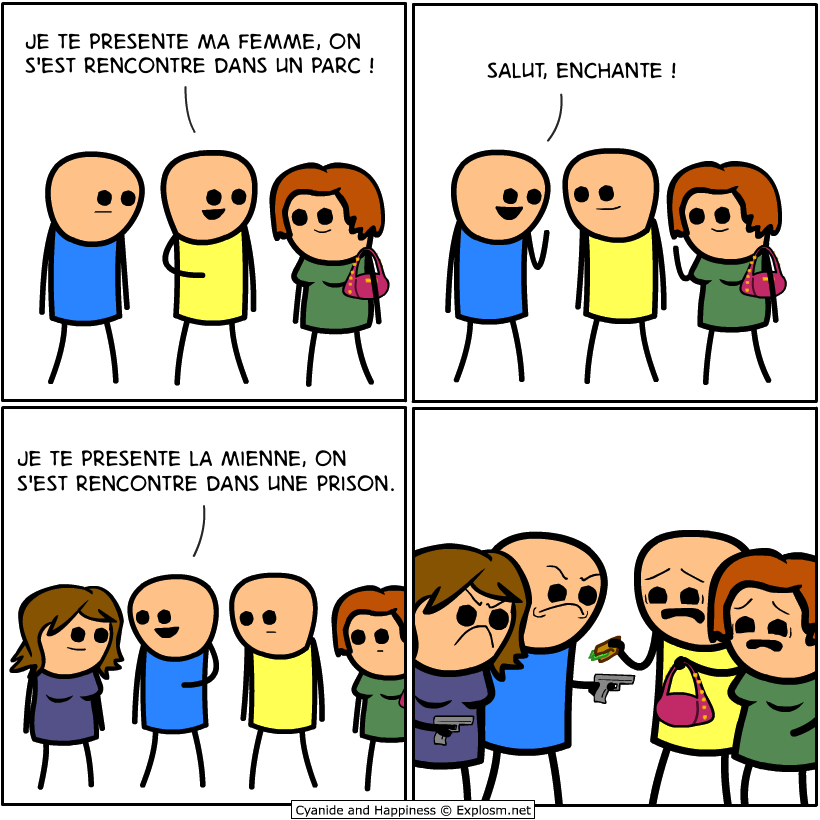 JE TE PRESENTE MA FEMME, ON
S'EST RENCONTRE DANS UN PARC !
SALUT, ENCHANTE !
JE TE PRESENTE LA MIENNE, ON
S'EST RENCONTRE DANS UNE PRISON.
Cyanide and Happiness © Explosm.net